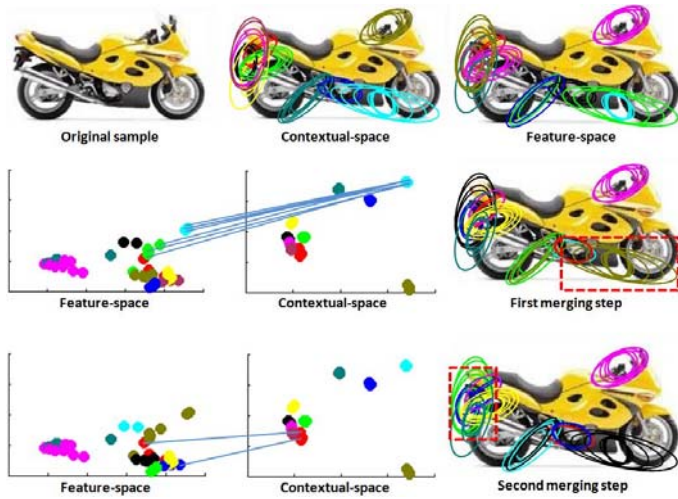 Original sample
Contextual-space
Feature-space
Feature-space
Contextual-space
First merging step
Feature-space
Contextual-space
Second merging step